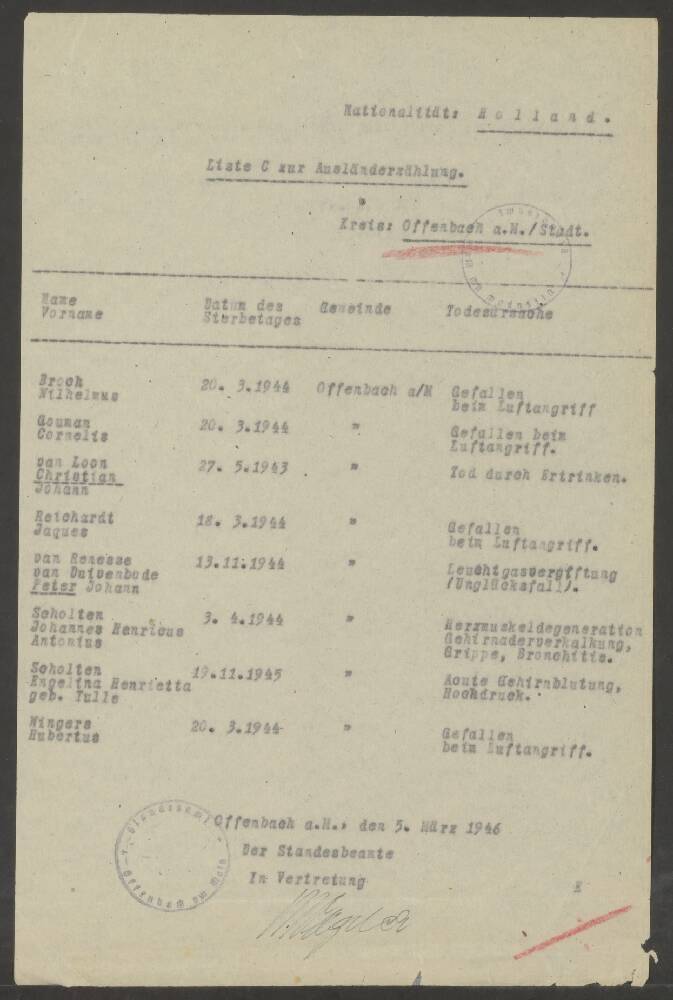 Nationalität: Holland.
Liste C zur Ausländerzählung.
Kreis: Offenbach a.M./Stadt.
Name Datum des Gemeinde Todesursache
Vorname Sterbetages
Broch 20. 3.1944 Offenbach a/M Gefallen
Wilhelmus beim Luftangriff
Gouman 20. 3.1944 " Gefallen beim
Cornelis Luftangriff.
van Loon 27. 5.1943 " Tod durch Ertrinken.
Christian
Johann
Reichardt 18. 3.1944 " Gefallen
Jaques beim Luftangriff.
van Renesse 13.11.1944 " Leuchtgasvergiftung
van Duivenbode (Unglücksfall).
Peter Johann
Scholten 3. 4.1944 " Herzmuskeldegeneration
Johannes Henricus Gehirnaderverkalkung,
Antonius Grippe, Bronchitis.
Scholten 19.11.1945 " Acute Gehirnblutung,
Engelina Henrietta Hochdruck.
geb. Tulle
Wingers 20. 3.1944 " Gefallen
Hubertus beim Luftangriff.
Offenbach a.M., den 5. März 1946
Der Standesbeamte
In Vertretung
Standesamt
Offenbach am Main